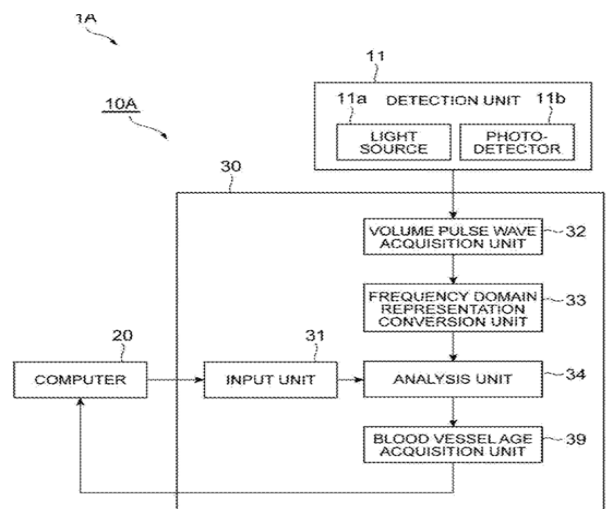 1A
10A
11
DETECTION UNIT
11a
11b
LIGHT
SOURCE
PHOTO-
DETECTOR
30
VOLUME PULSE WAVE
ACQUISITION UNIT
32
FREQUENCY DOMAIN
REPRESENTATION
CONVERSION UNIT
33
20
COMPUTER
31
INPUT UNIT
ANALYSIS UNIT
34
BLOOD VESSEL AGE
ACQUISITION UNIT
39